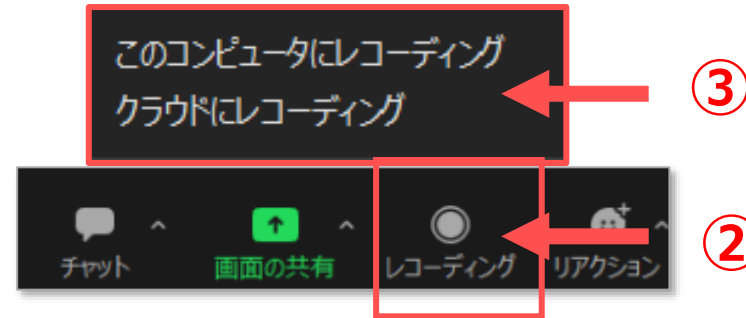 このコンピュータにレコーディング
クラウドにレコーディング
③
チャット 画面の共有 レコーディング リアクション
②